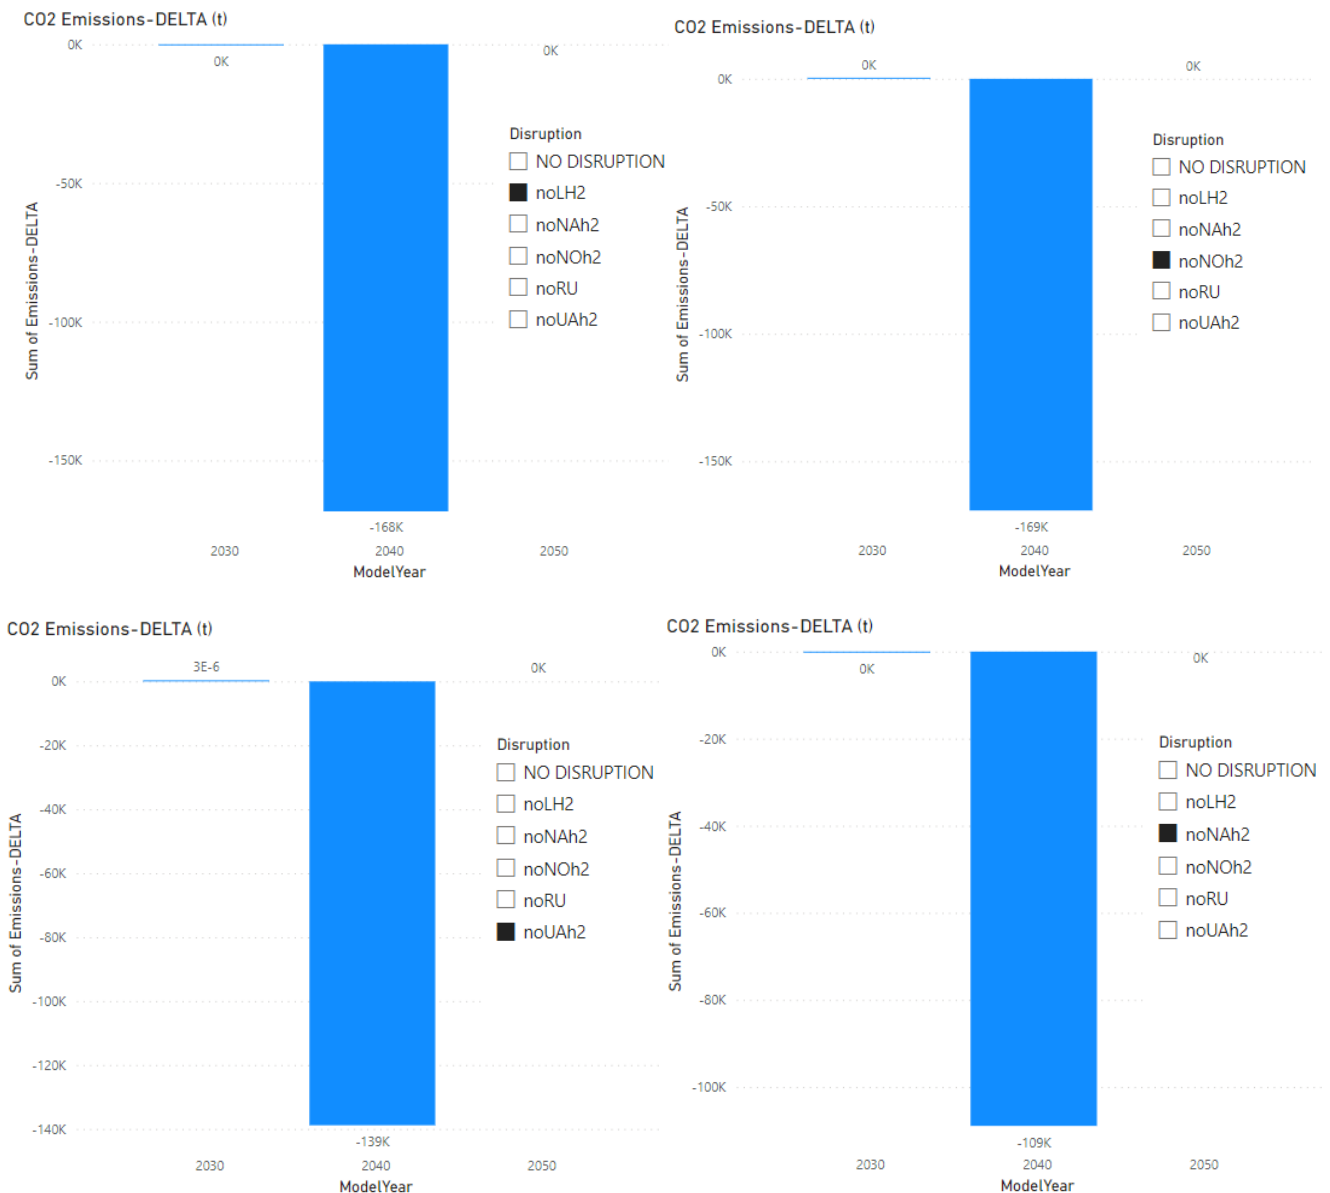 CO2 Emissions-DELTA (t)
0K
-50K
-100K
-150K
Sum of Emissions-DELTA
0K
-168K
0K
2030
2040
2050
ModelYear
Disruption
NO DISRUPTION
noLH2
noNAh2
noNOh2
noRU
noUAh2
CO2 Emissions-DELTA (t)
0K
-50K
-100K
-150K
Sum of Emissions-DELTA
0K
-169K
0K
2030
2040
2050
ModelYear
Disruption
NO DISRUPTION
noLH2
noNAh2
noNOh2
noRU
noUAh2
CO2 Emissions-DELTA (t)
0K
-20K
-40K
-60K
-80K
-100K
-120K
-140K
Sum of Emissions-DELTA
3E-6
-139K
0K
2030
2040
2050
ModelYear
Disruption
NO DISRUPTION
noLH2
noNAh2
noNOh2
noRU
noUAh2
CO2 Emissions-DELTA (t)
0K
-20K
-40K
-60K
-80K
-100K
Sum of Emissions-DELTA
0K
-109K
0K
2030
2040
2050
ModelYear
Disruption
NO DISRUPTION
noLH2
noNAh2
noNOh2
noRU
noUAh2